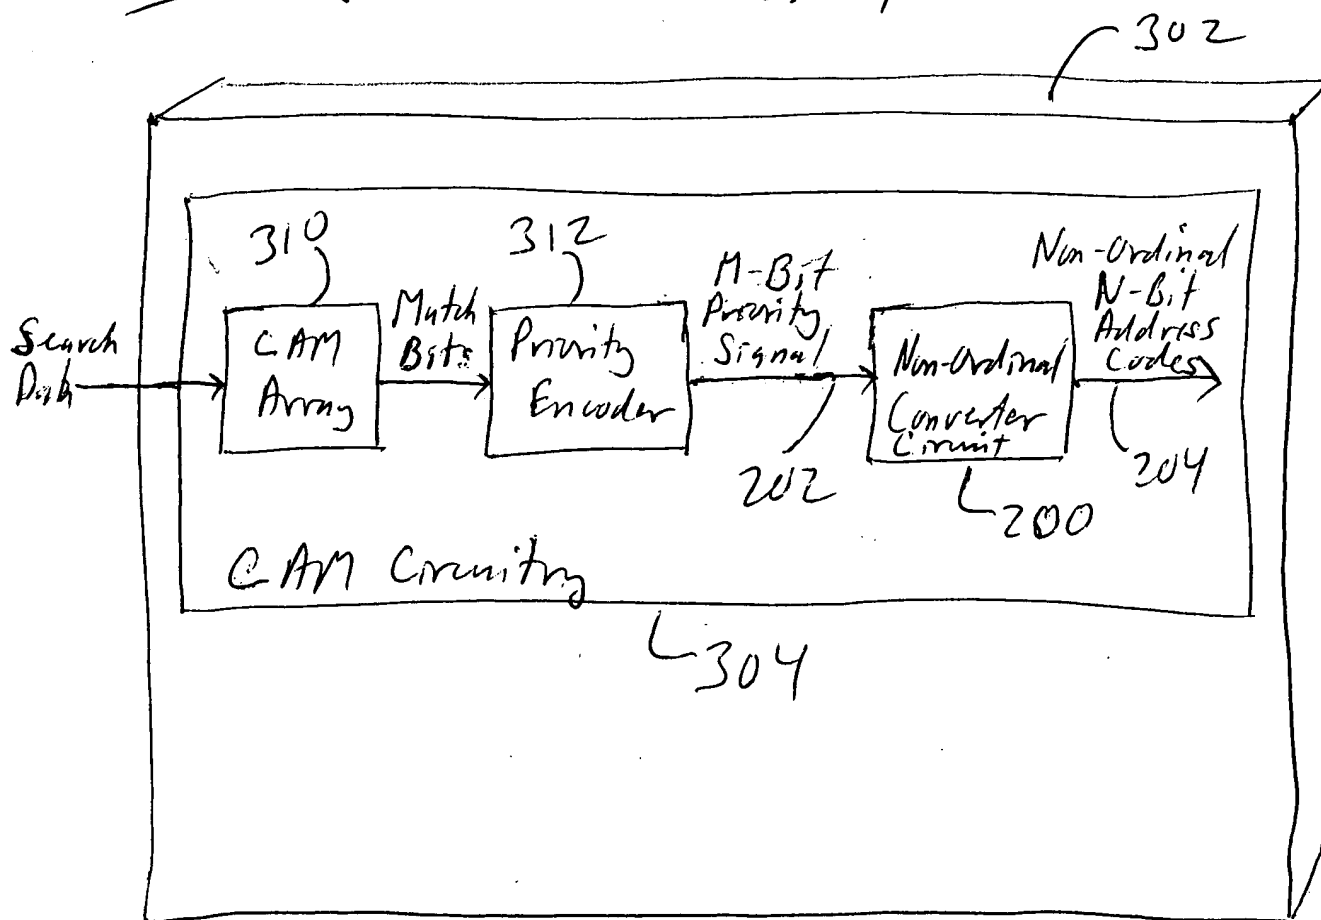 302
310
312
Search
Data
CAM
Array
Match
Bits
Priority
Encoder
M-Bit
Priority
Signal
Non-Ordinal
Converter
Circuit
Non-Ordinal
N-Bit
Address
Codes
202
200
204
CAM Circuitry
304